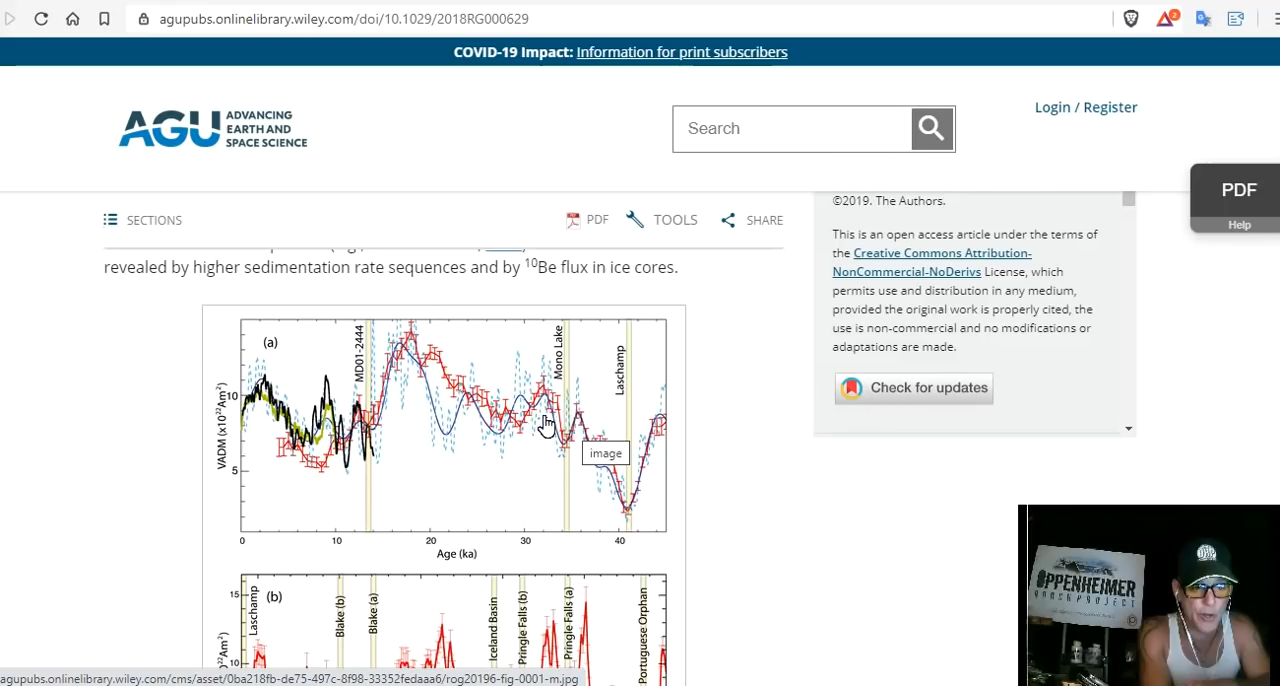 agupubs.onlinelibrary.wiley.com/doi/10.1029/2018RG000629
2
COVID-19 Impact: Information for print subscribers
AGU ADVANCING
EARTH AND
SPACE SCIENCE
Search
Login / Register
PDF
Help
SECTIONS
PDF
TOOLS
SHARE
revealed by higher sedimentation rate sequences and by ¹⁰Be flux in ice cores.
©2019. The Authors.
This is an open access article under the terms of
the Creative Commons Attribution-
NonCommercial-NoDerivs License, which
permits use and distribution in any medium,
provided the original work is properly cited, the
use is non-commercial and no modifications or
adaptations are made.
Check for updates
(a)
MD01-2444
Mono Lake
Laschamp
VADM (x10²²Am²)
10
5
image
0
10
20
30
40
Age (ka)
(b)
15
10
Laschamp
Blake (b)
Blake (a)
Iceland Basin
Pringle Falls (b)
Pringle Falls (a)
Portuguese Orphan
²²Am²)
agupubs.onlinelibrary.wiley.com/cms/asset/0ba218fb-de75-497c-8f98-33352fedaaa6/rog20196-fig-0001-m.jpg
OPPENHEIMER
RANCH PROJECT